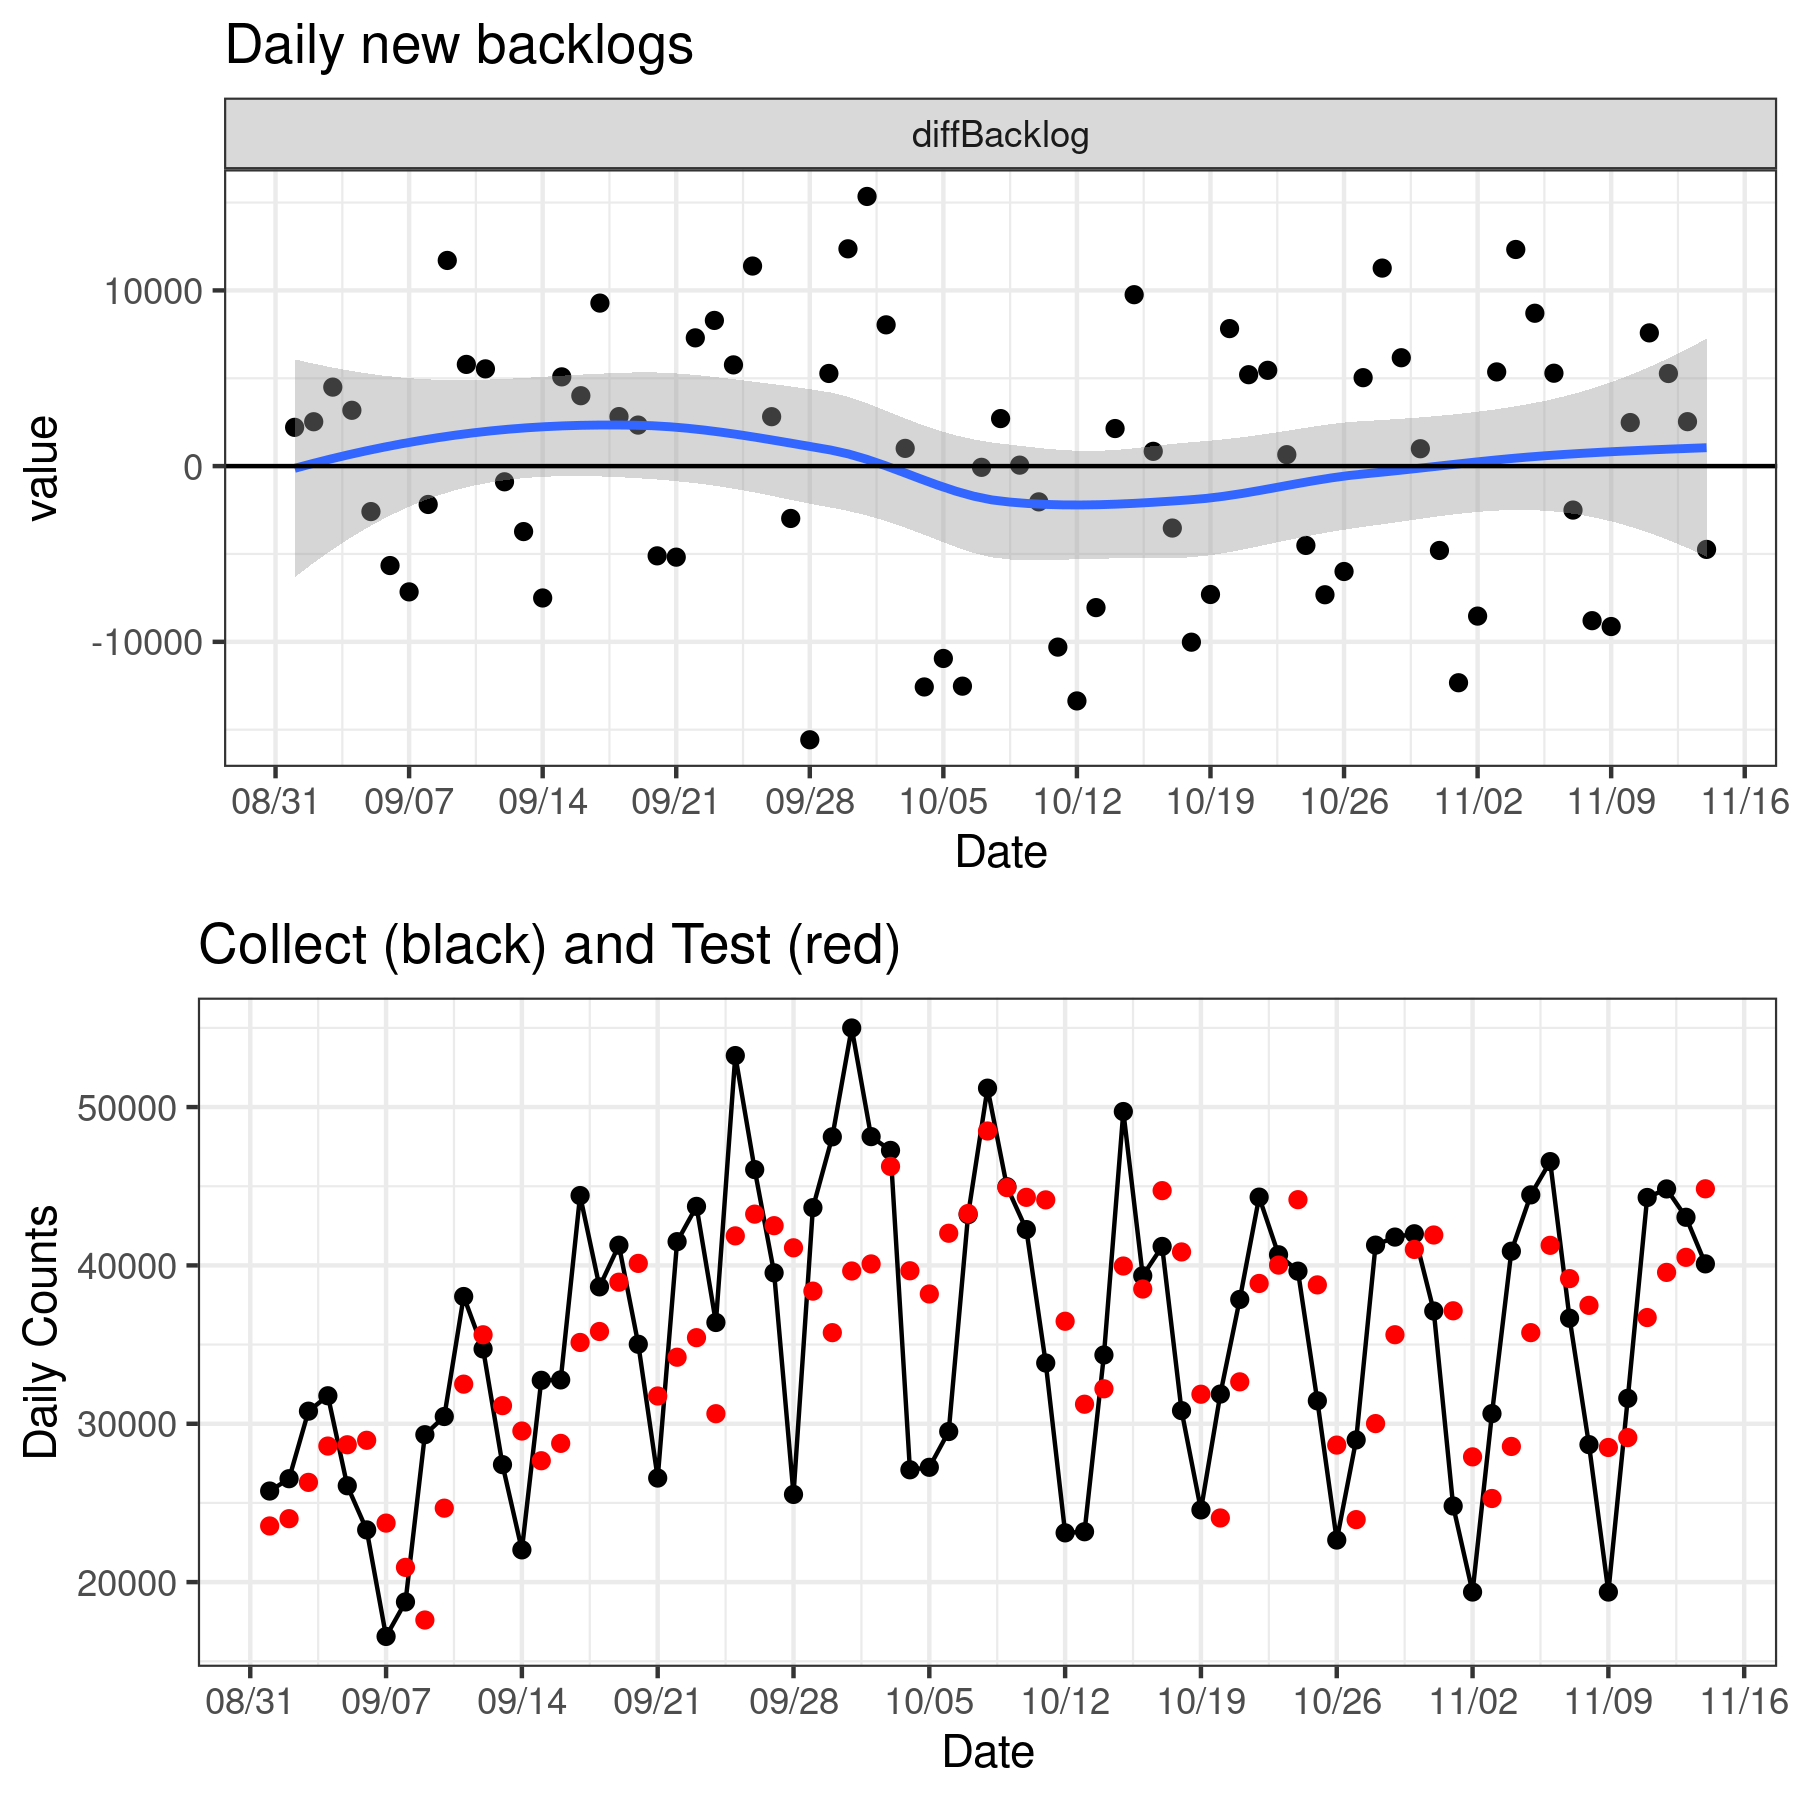 Daily new backlogs
diffBacklog
value
10000
0
-10000
08/31 09/07 09/14 09/21 09/28 10/05 10/12 10/19 10/26 11/02 11/09 11/16
Date
Collect (black) and Test (red)
Daily Counts
50000
40000
30000
20000
08/31 09/07 09/14 09/21 09/28 10/05 10/12 10/19 10/26 11/02 11/09 11/16
Date